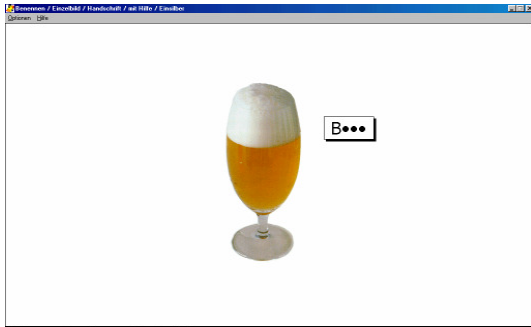 Benennen / Einzelbild / Handschrift / mit Hilfe / Einsilber
Optionen Hilfe
B●●●